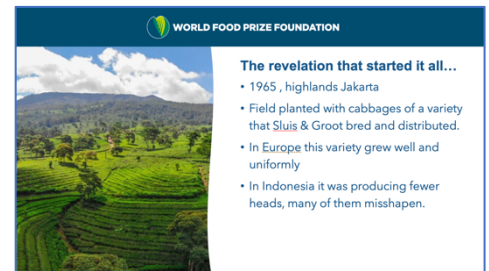 WORLD FOOD PRIZE FOUNDATION
The revelation that started it all...
• 1965 , highlands Jakarta
• Field planted with cabbages of a variety
that Sluis & Groot bred and distributed.
• In Europe this variety grew well and
uniformly
• In Indonesia it was producing fewer
heads, many of them misshapen.